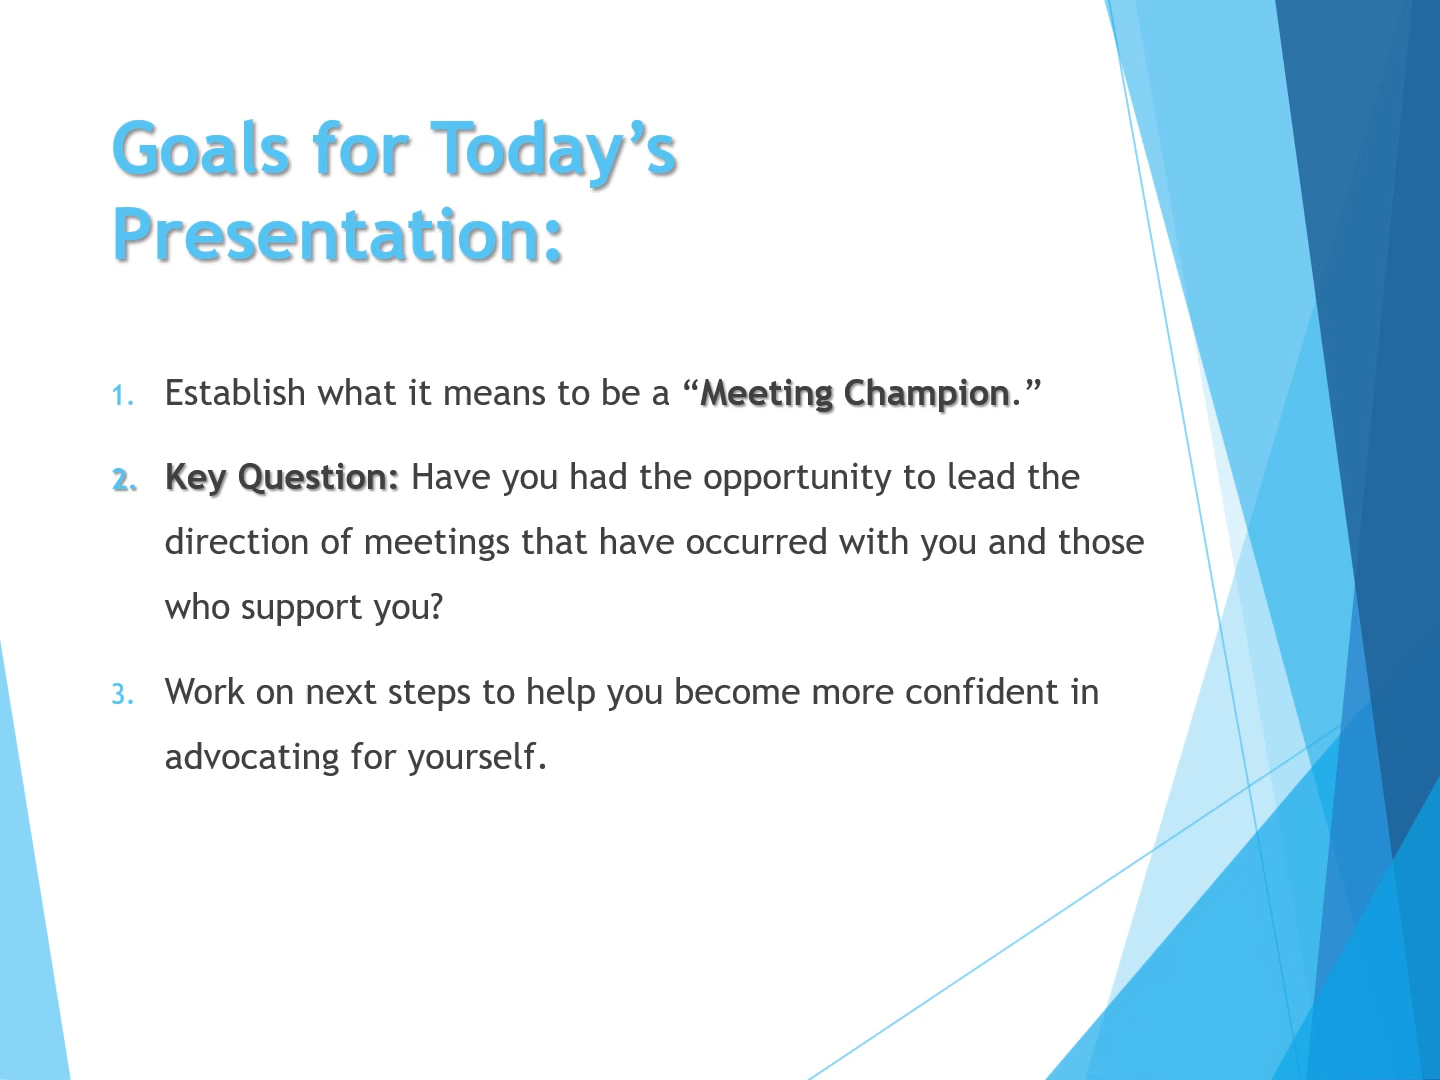 Goals for Today’s
Presentation:
1. Establish what it means to be a “Meeting Champion.”
2. Key Question: Have you had the opportunity to lead the
direction of meetings that have occurred with you and those
who support you?
3. Work on next steps to help you become more confident in
advocating for yourself.